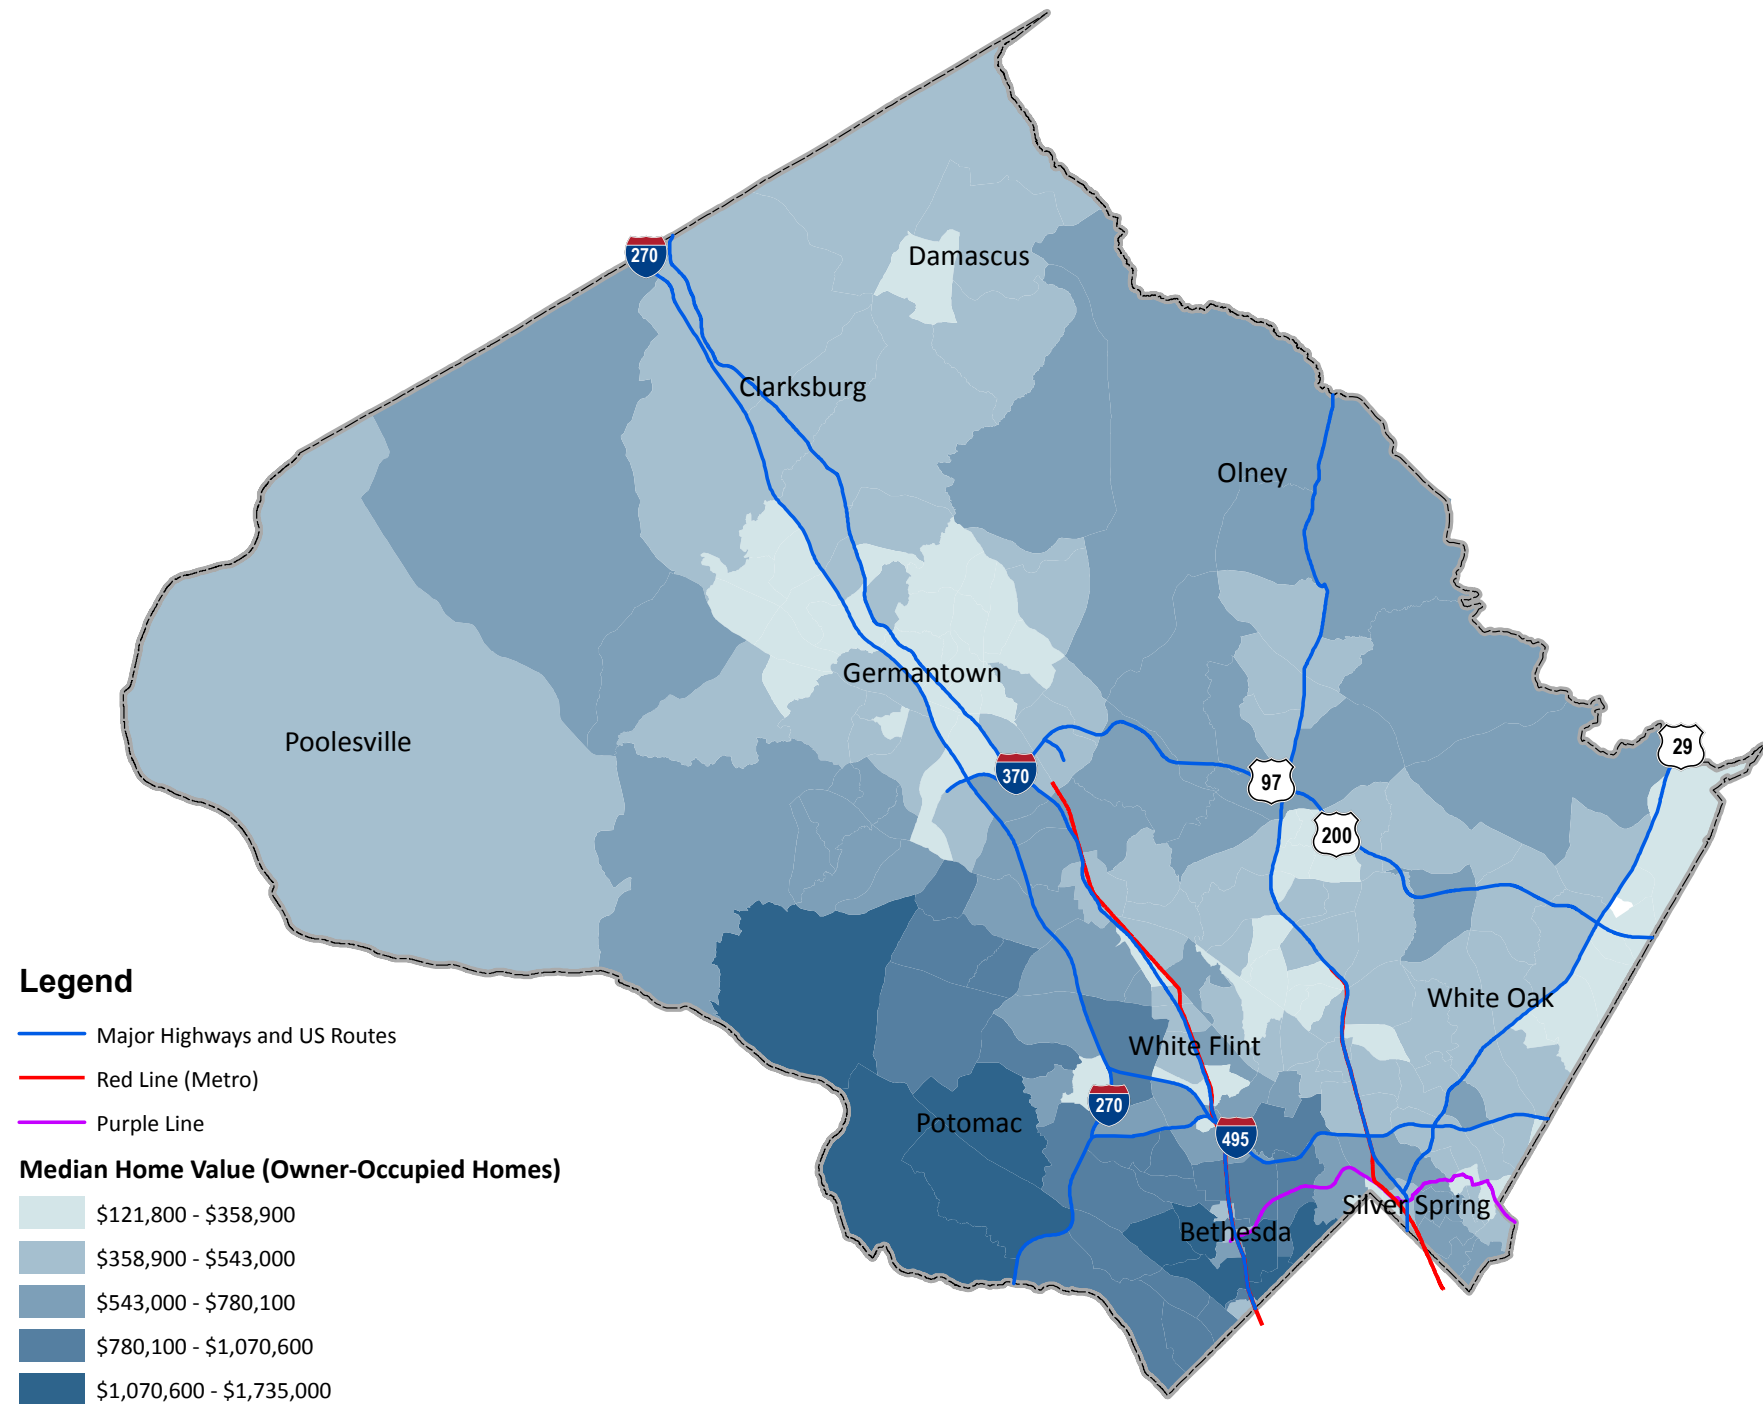 270
Damascus
Clarksburg
Olney
Germantown
Poolesville
29
370
97
200
Legend
White Oak
Major Highways and US Routes
White Flint
Red Line (Metro)
270
Purple Line
Potomac
495
Median Home Value (Owner-Occupied Homes)
Silver Spring
$121,800 - $358,900
Bethesda
$358,900 - $543,000
$543,000 - $780,100
$780,100 - $1,070,600
$1,070,600 - $1,735,000